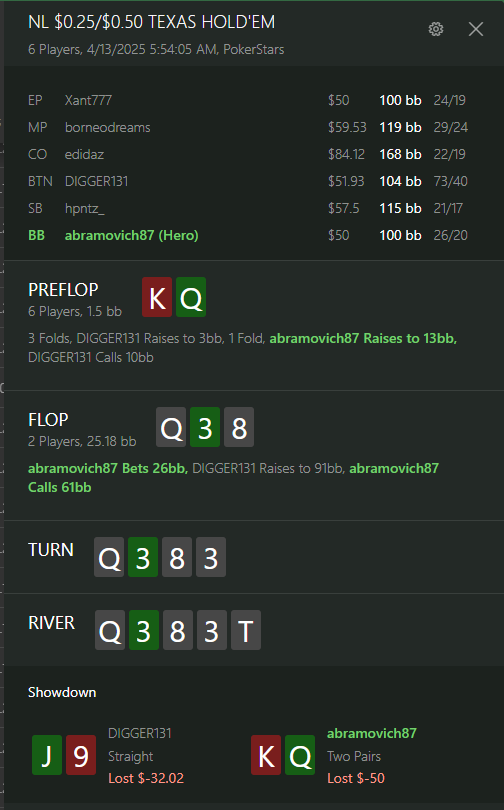 NL $0.25/$0.50 TEXAS HOLD'EM
6 Players, 4/13/2025 5:54:05 AM, PokerStars
EP Xant777 $50 100 bb 24/19
MP borneodreams $59.53 119 bb 29/24
CO edidaz $84.12 168 bb 22/19
BTN DIGGER131 $51.93 104 bb 73/40
SB hpntz_ $57.5 115 bb 21/17
BB abramovich87 (Hero) $50 100 bb 26/20
PREFLOP K Q
6 Players, 1.5 bb
3 Folds, DIGGER131 Raises to 3bb, 1 Fold, abramovich87 Raises to 13bb,
DIGGER131 Calls 10bb
FLOP Q 3 8
2 Players, 25.18 bb
abramovich87 Bets 26bb, DIGGER131 Raises to 91bb, abramovich87
Calls 61bb
TURN Q 3 8 3
RIVER Q 3 8 3 T
Showdown
J 9 DIGGER131 K Q abramovich87
Straight Two Pairs
Lost $-32.02 Lost $-50